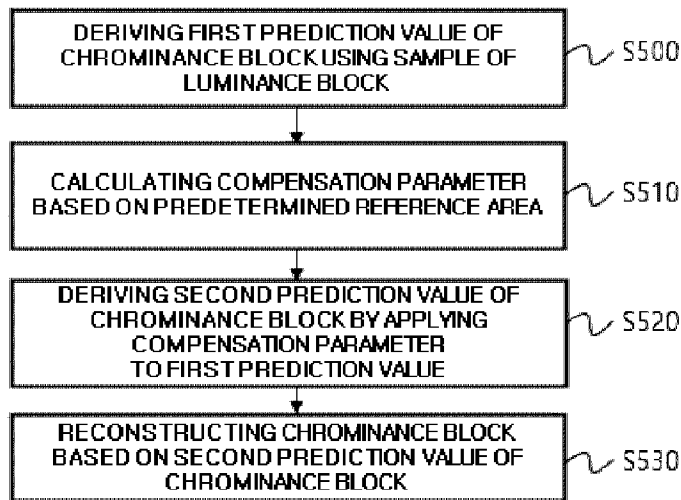 DERIVING FIRST PREDICTION VALUE OF
CHROMINANCE BLOCK USING SAMPLE OF
LUMINANCE BLOCK
S500
CALCULATING COMPENSATION PARAMETER
BASED ON PREDETERMINED REFERENCE AREA
S510
DERIVING SECOND PREDICTION VALUE OF
CHROMINANCE BLOCK BY APPLYING
COMPENSATION PARAMETER
TO FIRST PREDICTION VALUE
S520
RECONSTRUCTING CHROMINANCE BLOCK
BASED ON SECOND PREDICTION VALUE OF
CHROMINANCE BLOCK
S530